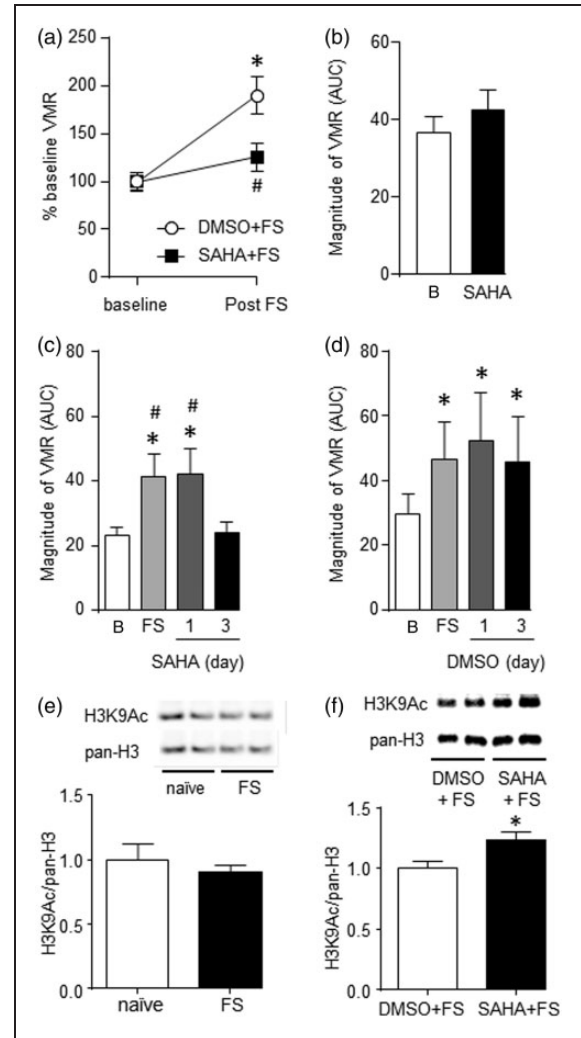 (a)
% baseline VMR
250
200
150
100
50
0
*
#
DMSO+FS
SAHA+FS
baseline Post FS
(b)
Magnitude of VMR (AUC)
60
40
20
0
B SAHA
(c)
Magnitude of VMR (AUC)
80
60
40
20
0
# #
* *
B FS 1 3
SAHA (day)
(d)
Magnitude of VMR (AUC)
80
60
40
20
0
* * *
B FS 1 3
DMSO (day)
(e)
H3K9Ac
pan-H3
naïve FS
H3K9Ac/pan-H3
1.5
1.0
0.5
0.0
naïve FS
(f)
H3K9Ac
pan-H3
DMSO SAHA
+ FS + FS
H3K9Ac/pan-H3
1.5
1.0
0.5
0.0
*
DMSO+FS SAHA+FS